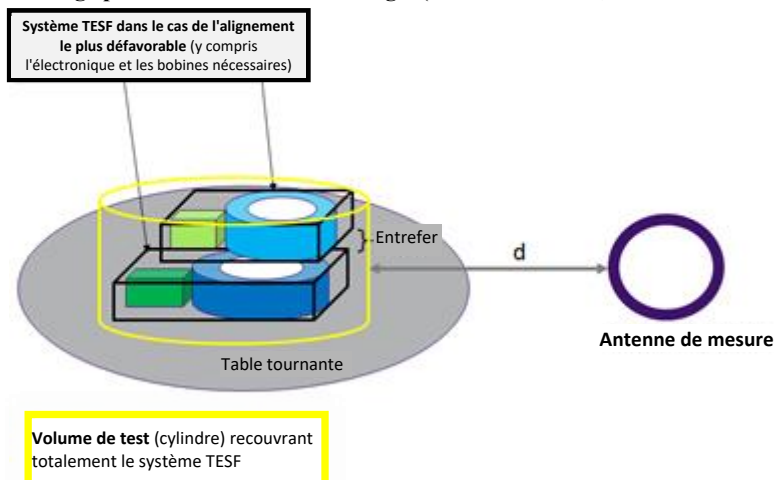 Système TESF dans le cas de l'alignement
le plus défavorable (y compris
l'électronique et les bobines nécessaires)
Entrefer
d
Antenne de mesure
Table tournante
Volume de test (cylindre) recouvrant
totalement le système TESF